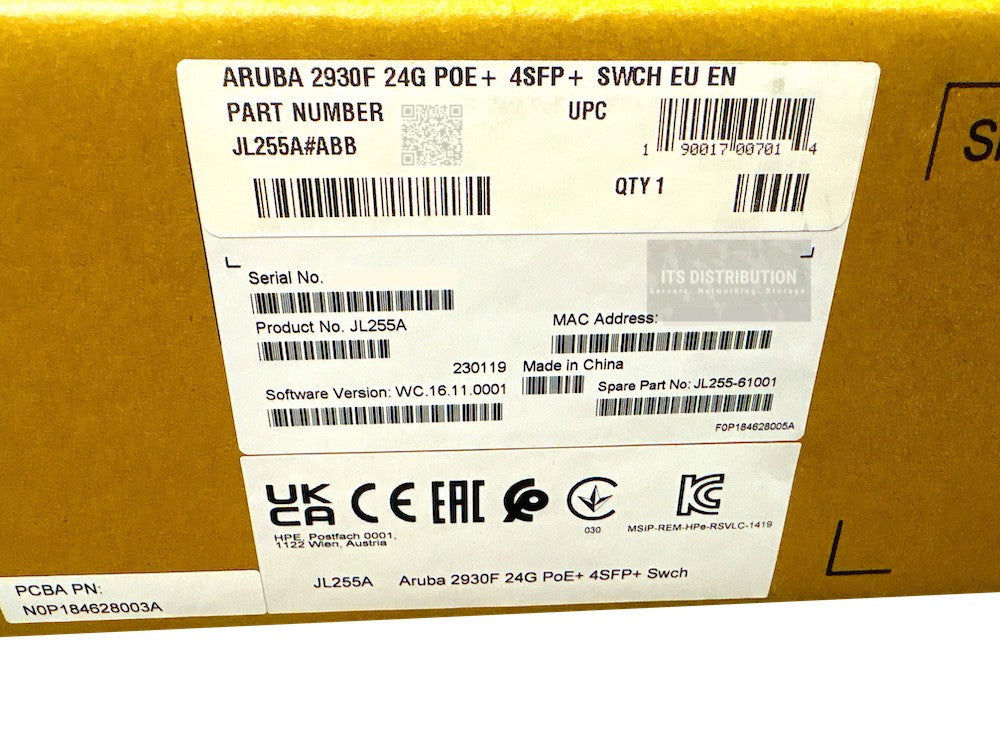 ARUBA 2930F 24G POE+ 4SFP+ SWCH EU EN
PART NUMBER
JL255A#ABB
UPC
1 90017 00701 4
QTY 1
ITS DISTRIBUTION
Servers. Networking. Storage.
Serial No.
Product No. JL255A
MAC Address:
230119
Made in China
Software Version: WC.16.11.0001
Spare Part No: JL255-61001
F0P184628005A
UK
CA
CE
EAC
030
MSIP-REM-HPe-RSVLC-1419
HPE, Postfach 0001,
1122 Wien, Austria
JL255A Aruba 2930F 24G PoE+ 4SFP+ Swch
PCBA PN:
N0P184628003A